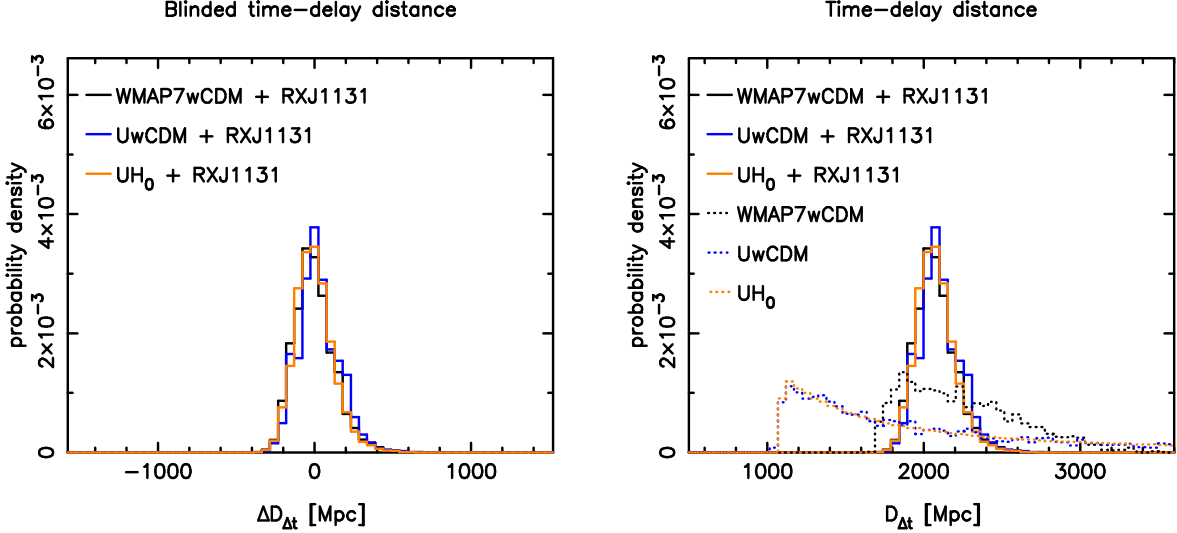 Blinded time-delay distance
probability density
6×10⁻³
4×10⁻³
2×10⁻³
0
WMAP7wCDM + RXJ1131
UwCDM + RXJ1131
UH₀ + RXJ1131
-1000 0 1000
ΔD_Δt [Mpc]
Time-delay distance
probability density
6×10⁻³
4×10⁻³
2×10⁻³
0
WMAP7wCDM + RXJ1131
UwCDM + RXJ1131
UH₀ + RXJ1131
WMAP7wCDM
UwCDM
UH₀
1000 2000 3000
D_Δt [Mpc]